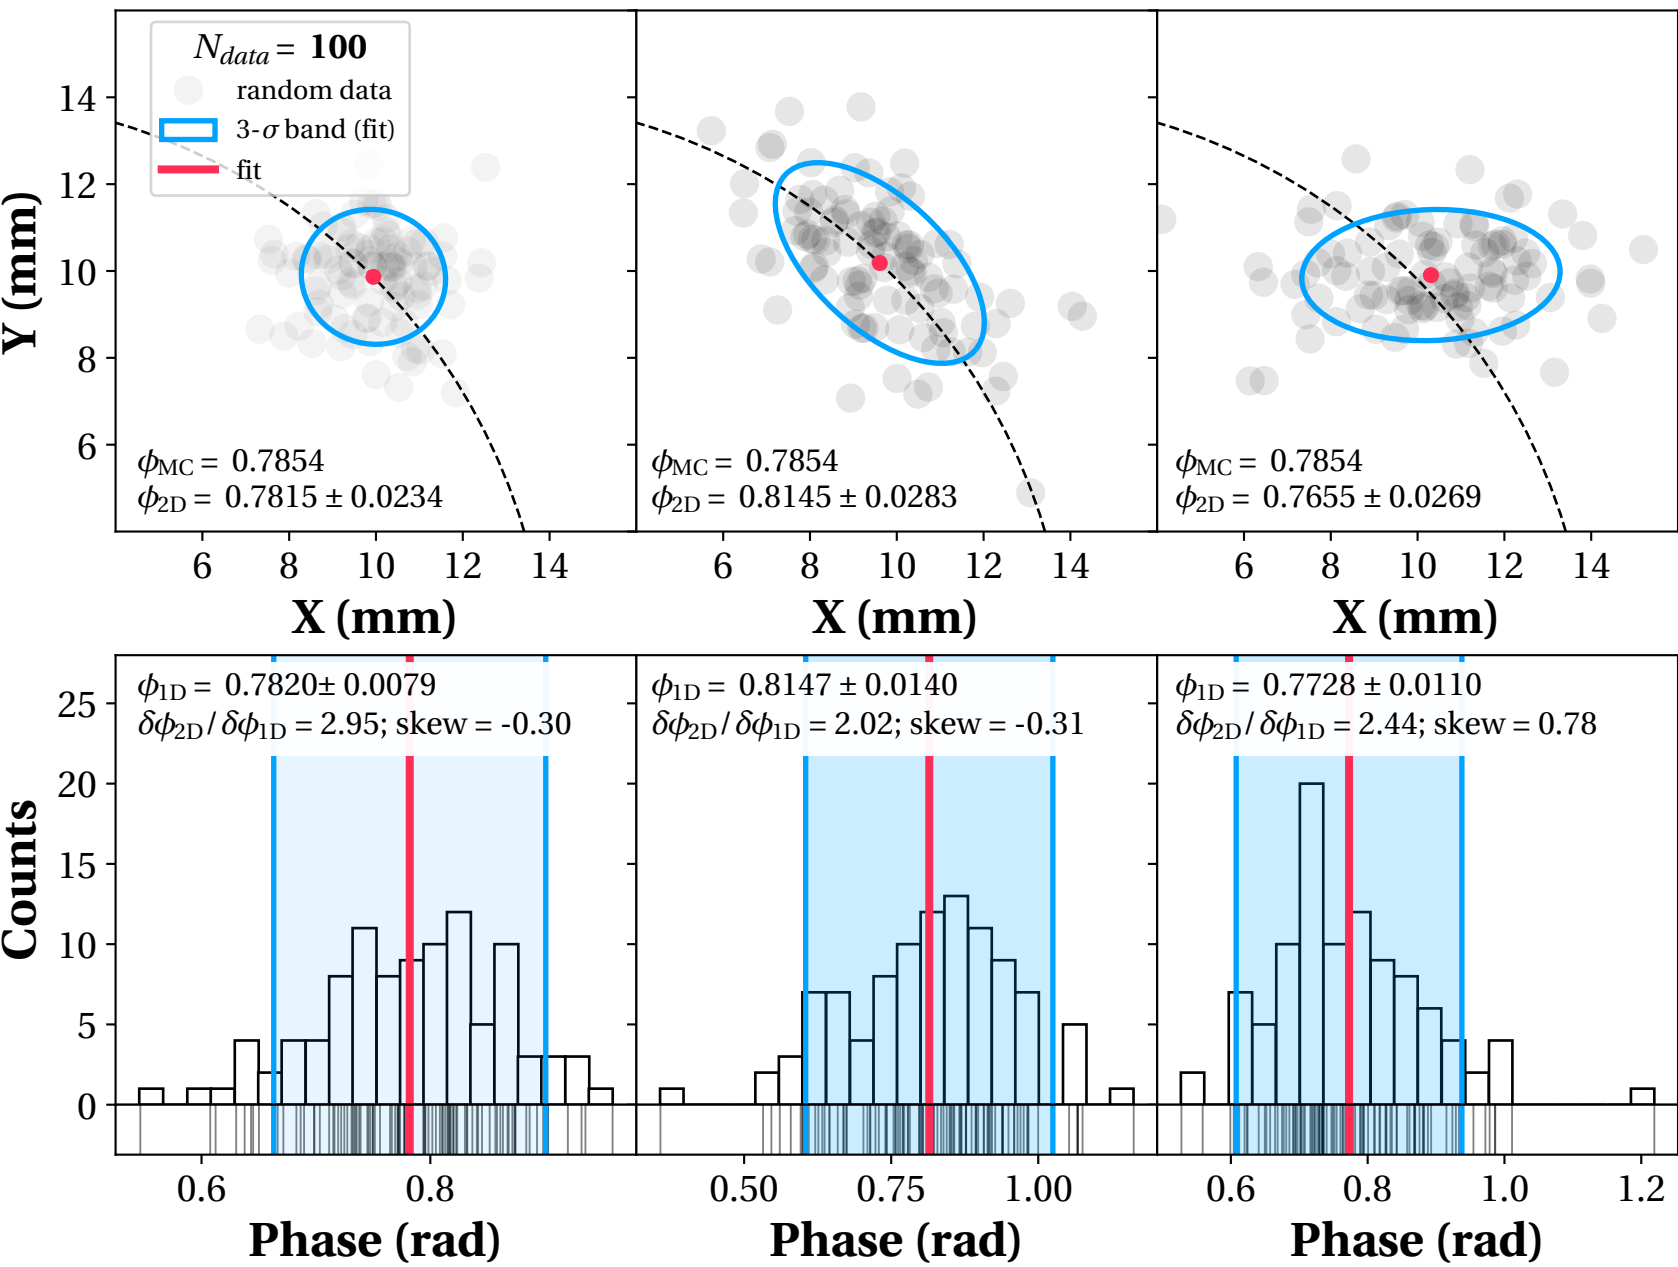 N_data = 100
random data
3-σ band (fit)
fit
14
12
10
8
6
Y (mm)
ϕ_MC = 0.7854
ϕ_2D = 0.7815 ± 0.0234
ϕ_MC = 0.7854
ϕ_2D = 0.8145 ± 0.0283
ϕ_MC = 0.7854
ϕ_2D = 0.7655 ± 0.0269
6 8 10 12 14
6 8 10 12 14
6 8 10 12 14
X (mm)
X (mm)
X (mm)
ϕ_1D = 0.7820± 0.0079
δϕ_2D/δϕ_1D = 2.95; skew = -0.30
ϕ_1D = 0.8147 ± 0.0140
δϕ_2D/δϕ_1D = 2.02; skew = -0.31
ϕ_1D = 0.7728 ± 0.0110
δϕ_2D/δϕ_1D = 2.44; skew = 0.78
25
20
15
10
5
0
Counts
0.6 0.8
0.50 0.75 1.00
0.6 0.8 1.0 1.2
Phase (rad)
Phase (rad)
Phase (rad)